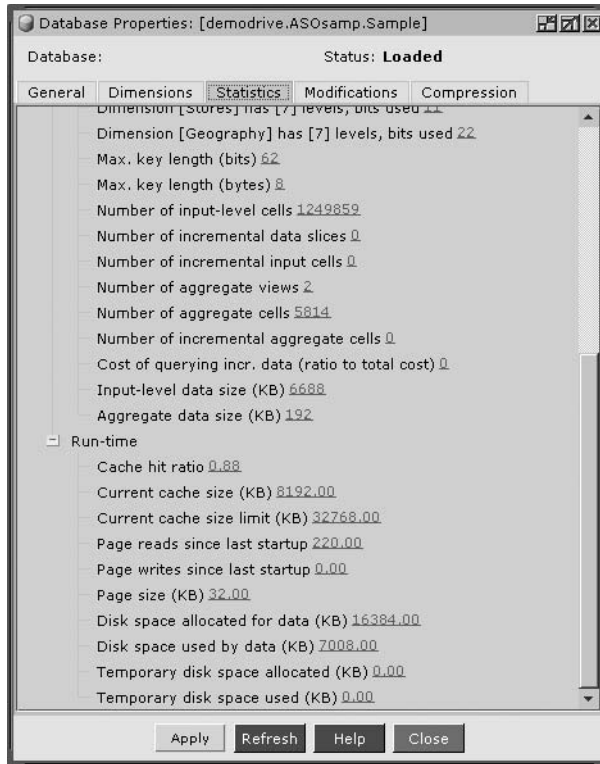 Database Properties: [demodrive.ASOsamp.Sample]
Database: Status: Loaded
General Dimensions Statistics Modifications Compression
Dimension [Stores] has [7] levels, bits used 11
Dimension [Geography] has [7] levels, bits used 22
Max. key length (bits) 62
Max. key length (bytes) 8
Number of input-level cells 1249859
Number of incremental data slices 0
Number of incremental input cells 0
Number of aggregate views 2
Number of aggregate cells 5814
Number of incremental aggregate cells 0
Cost of querying incr. data (ratio to total cost) 0
Input-level data size (KB) 6688
Aggregate data size (KB) 192
Run-time
Cache hit ratio 0.88
Current cache size (KB) 8192.00
Current cache size limit (KB) 32768.00
Page reads since last startup 220.00
Page writes since last startup 0.00
Page size (KB) 32.00
Disk space allocated for data (KB) 16384.00
Disk space used by data (KB) 7008.00
Temporary disk space allocated (KB) 0.00
Temporary disk space used (KB) 0.00
Apply Refresh Help Close